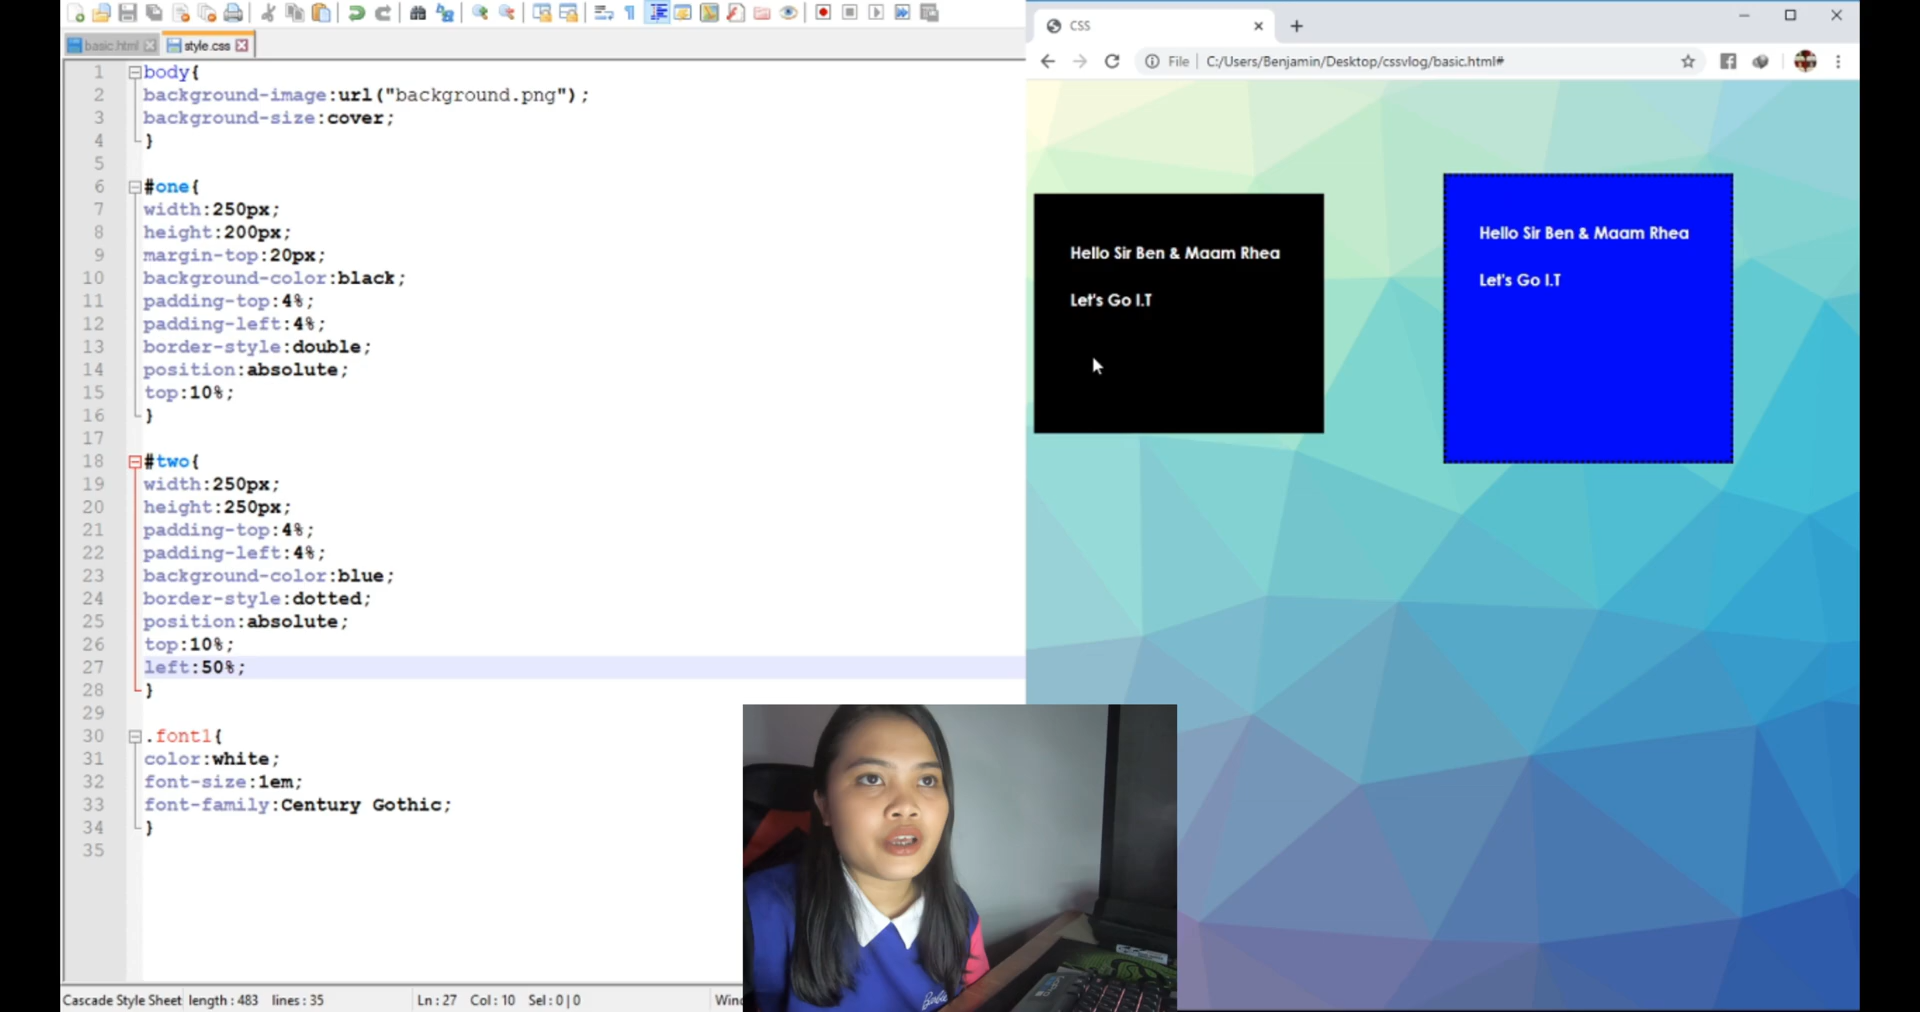 basic.html
style.css
1 body{
2 background-image:url("background.png");
3 background-size:cover;
4 }
5
6 #one{
7 width:250px;
8 height:200px;
9 margin-top:20px;
10 background-color:black;
11 padding-top:4%;
12 padding-left:4%;
13 border-style:double;
14 position:absolute;
15 top:10%;
16 }
17
18 #two{
19 width:250px;
20 height:250px;
21 padding-top:4%;
22 padding-left:4%;
23 background-color:blue;
24 border-style:dotted;
25 position:absolute;
26 top:10%;
27 left:50%;
28 }
29
30 .font1{
31 color:white;
32 font-size:1em;
33 font-family:Century Gothic;
34 }
35
Cascade Style Sheet length : 483 lines : 35 Ln : 27 Col : 10 Sel : 0 | 0 Winc
CSS
File C:/Users/Benjamin/Desktop/cssvlog/basic.html#
Hello Sir Ben & Maam Rhea
Let's Go I.T
Hello Sir Ben & Maam Rhea
Let's Go I.T
Barbie